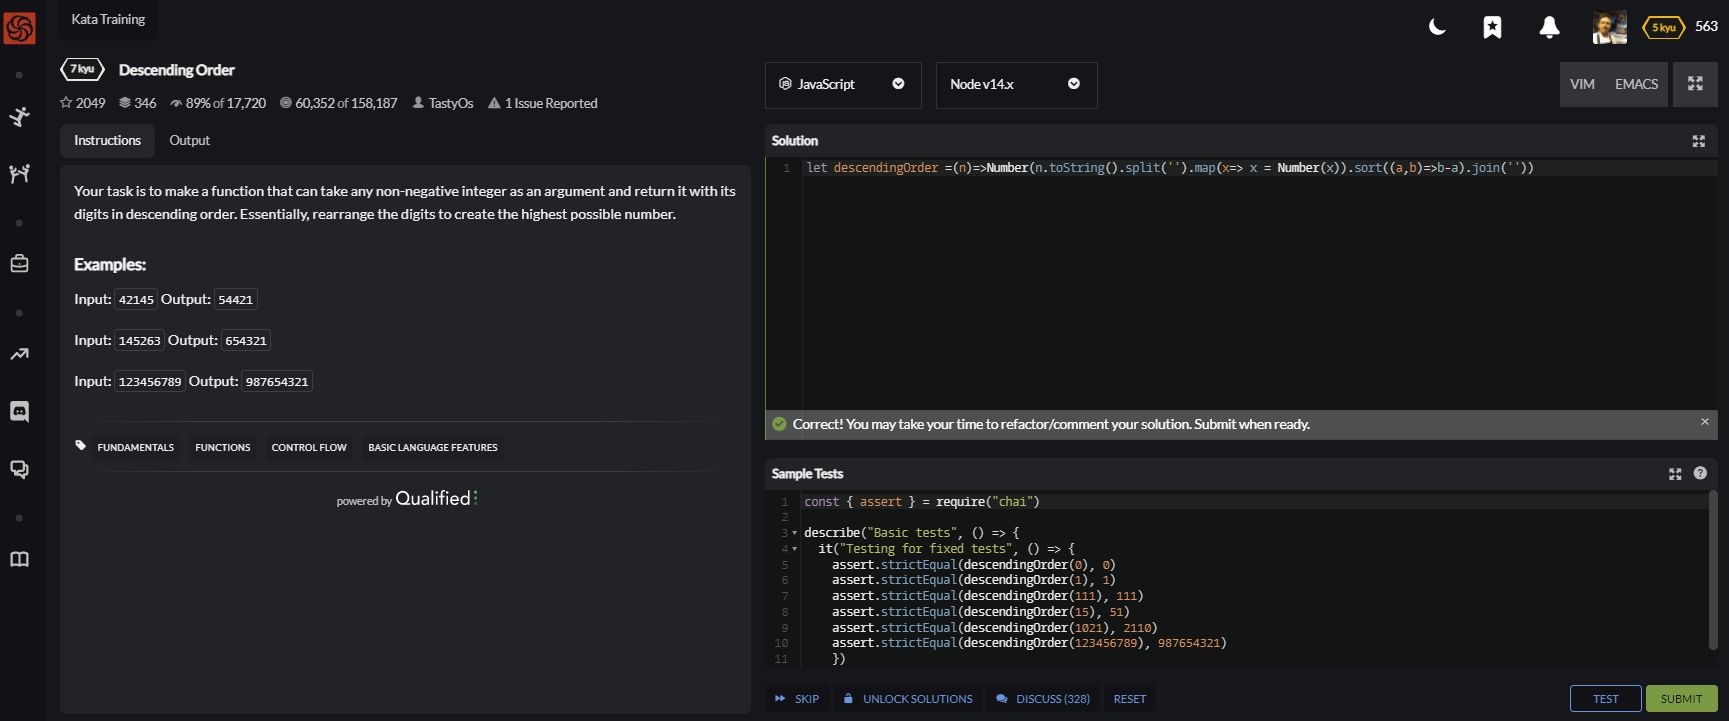 Kata Training
5 kyu
563
7 kyu
Descending Order
2049
346
89% of 17,720
60,352 of 158,187
TastyOs
1 Issue Reported
Instructions
Output
Your task is to make a function that can take any non-negative integer as an argument and return it with its
digits in descending order. Essentially, rearrange the digits to create the highest possible number.
Examples:
Input: 42145 Output: 54421
Input: 145263 Output: 654321
Input: 123456789 Output: 987654321
FUNDAMENTALS FUNCTIONS CONTROL FLOW BASIC LANGUAGE FEATURES
powered by Qualified
JavaScript
Node v14.x
VIM
EMACS
Solution
1 let descendingOrder =(n)=>Number(n.toString().split('').map(x=> x = Number(x)).sort((a,b)=>b-a).join(''))
Correct! You may take your time to refactor/comment your solution. Submit when ready.
×
Sample Tests
?
1 const { assert } = require("chai")
2
3 describe("Basic tests", () => {
4 it("Testing for fixed tests", () => {
5 assert.strictEqual(descendingOrder(0), 0)
6 assert.strictEqual(descendingOrder(1), 1)
7 assert.strictEqual(descendingOrder(111), 111)
8 assert.strictEqual(descendingOrder(15), 51)
9 assert.strictEqual(descendingOrder(1021), 2110)
10 assert.strictEqual(descendingOrder(123456789), 987654321)
11 })
SKIP
UNLOCK SOLUTIONS
DISCUSS (328)
RESET
TEST
SUBMIT